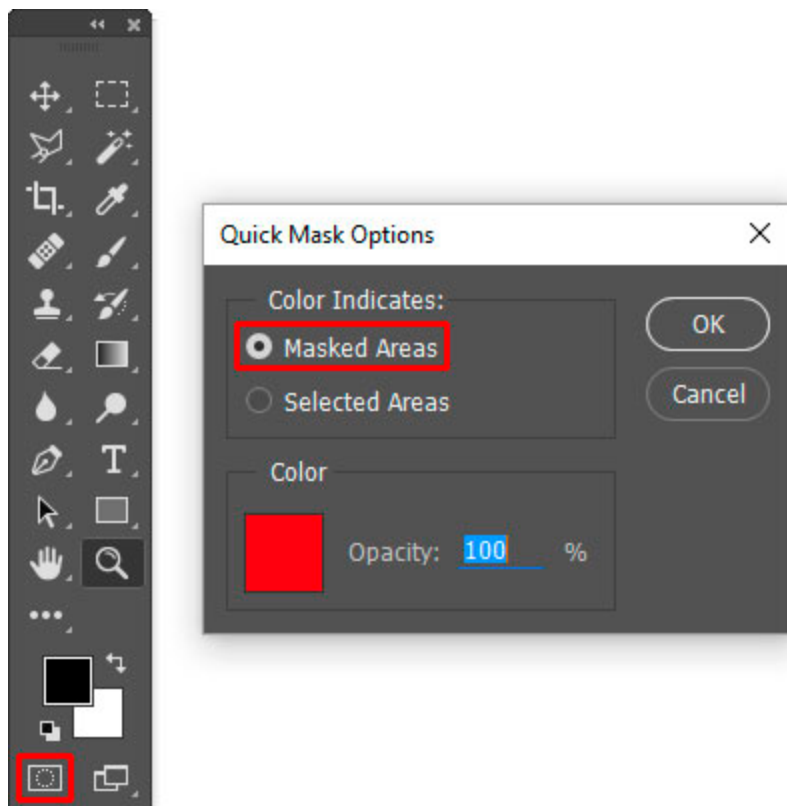 Quick Mask Options
Color Indicates:
Masked Areas
OK
Selected Areas
Cancel
Color
Opacity: 100 %